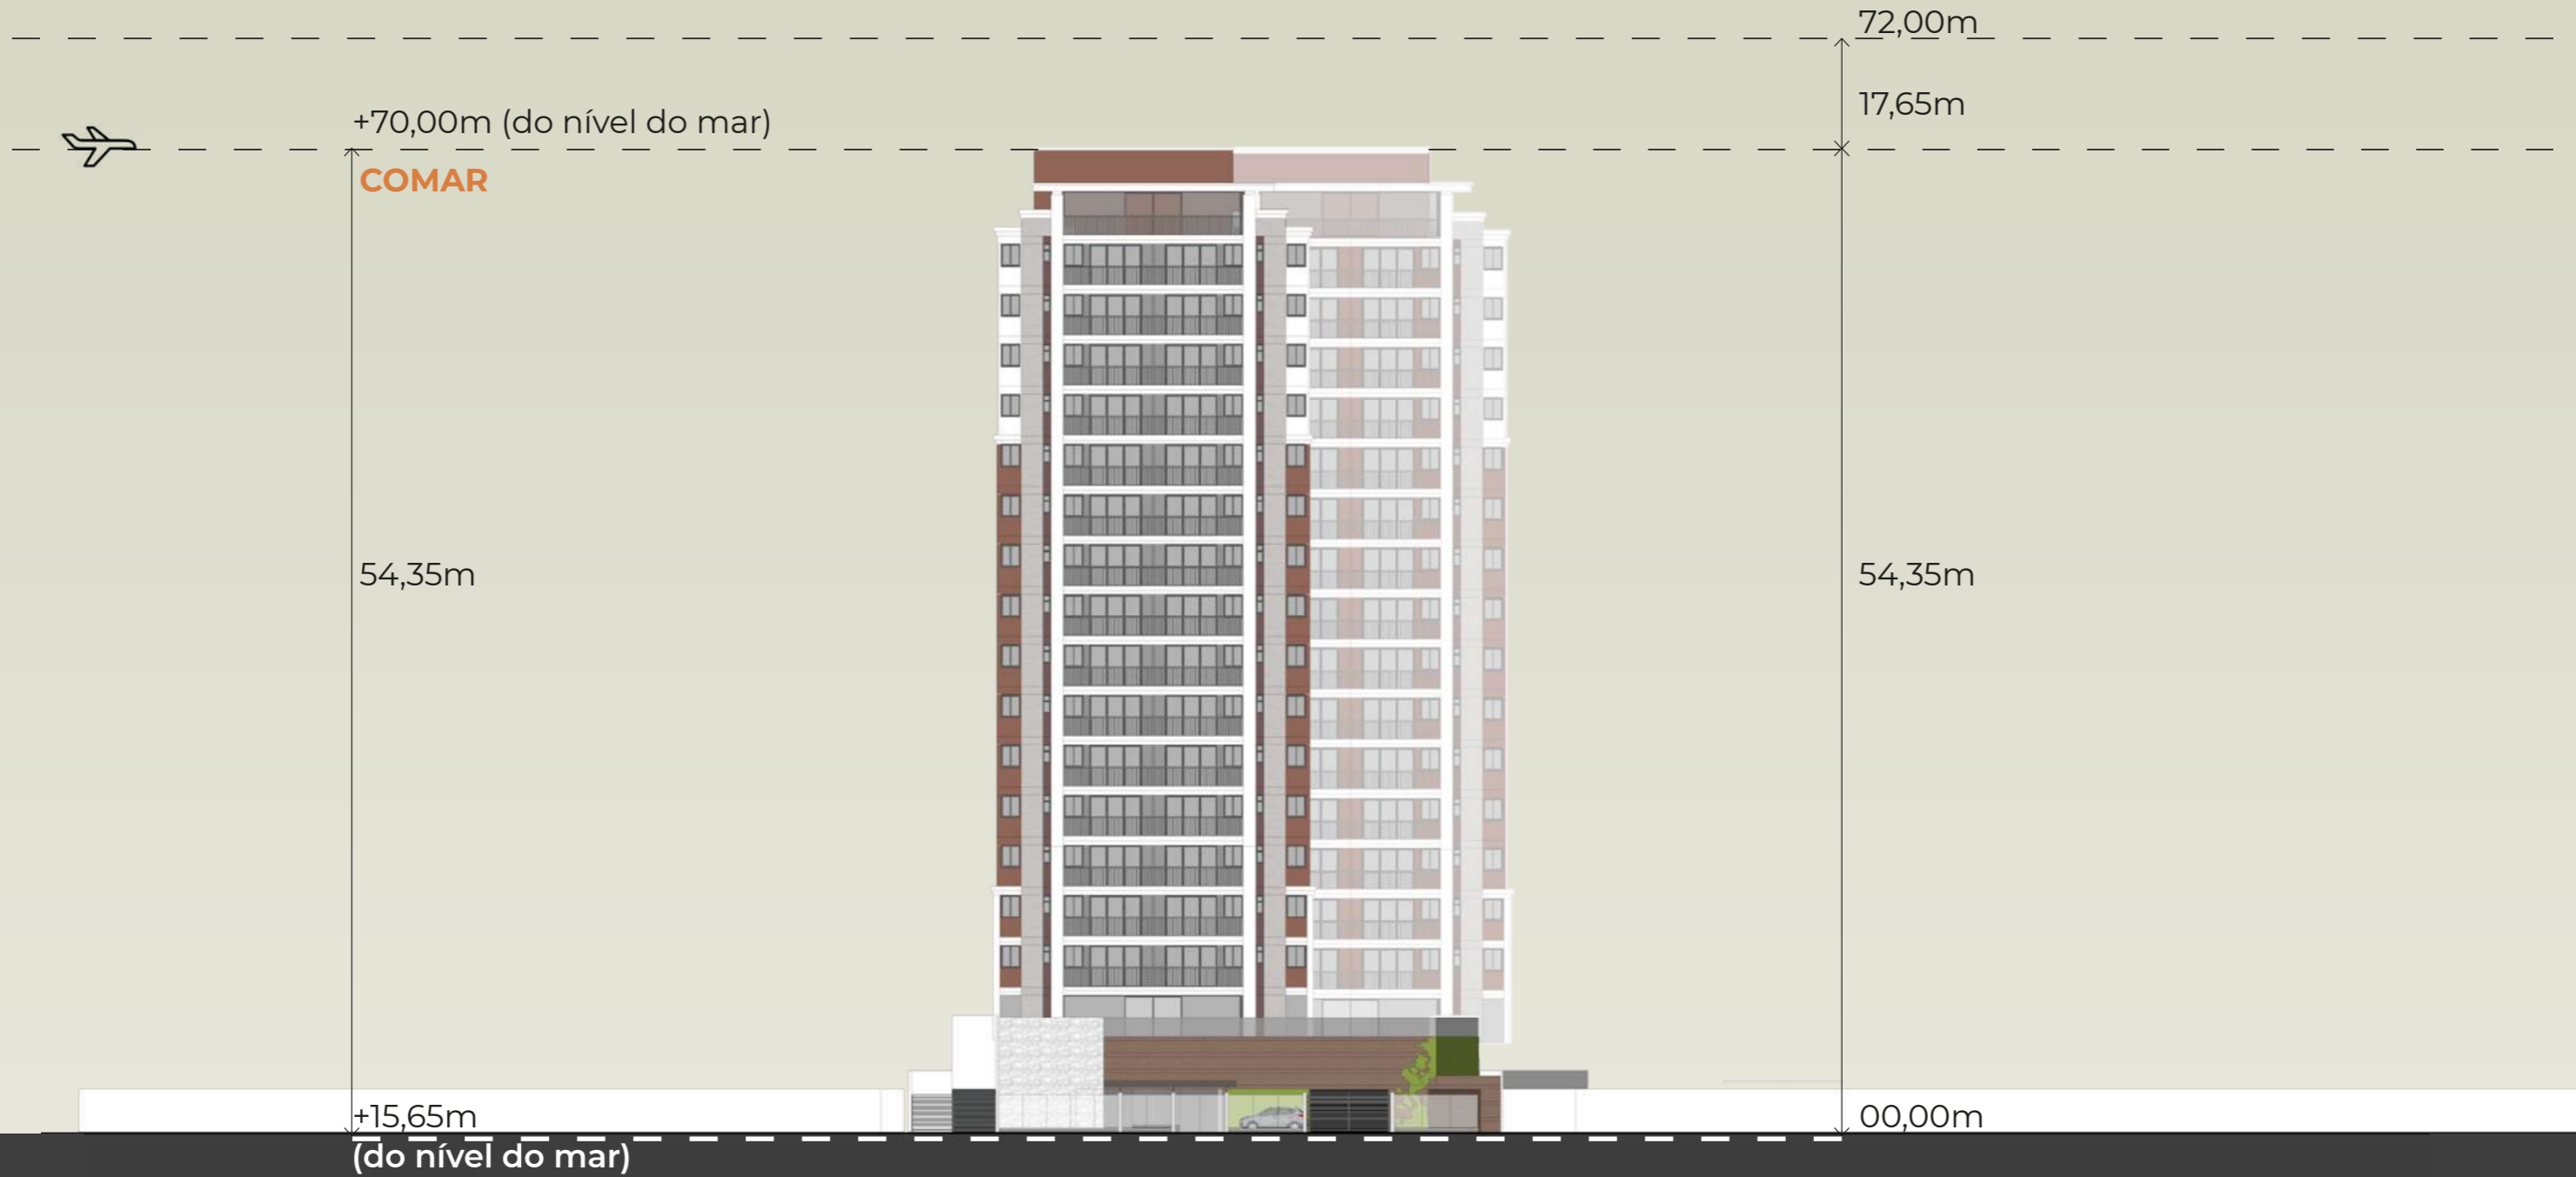 72,00m
17,65m
+70,00m (do nível do mar)
COMAR
54,35m
54,35m
+15,65m
00,00m
(do nível do mar)